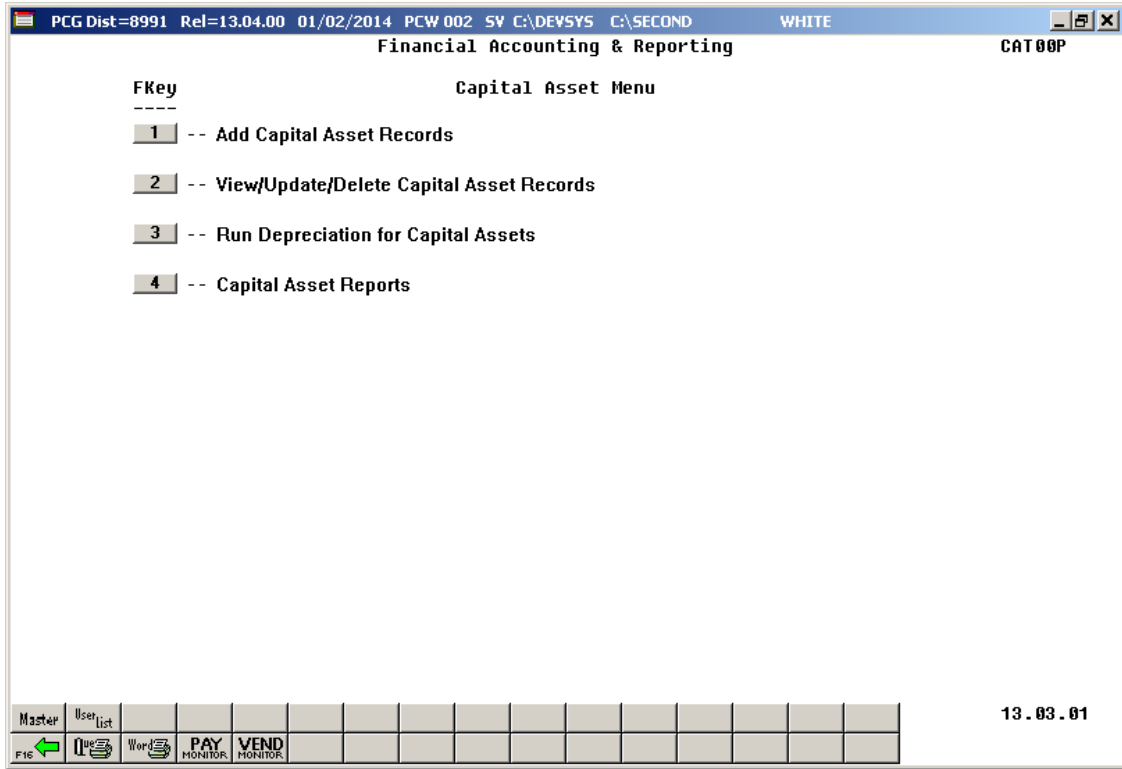 PCG Dist=8991 Rel=13.04.00 01/02/2014 PCW 002 SV C:\DEVSYS C:\SECOND WHITE
Financial Accounting & Reporting CAT00P
FKey Capital Asset Menu
----
1 -- Add Capital Asset Records
2 -- View/Update/Delete Capital Asset Records
3 -- Run Depreciation for Capital Assets
4 -- Capital Asset Reports
Master User List 13.03.01
F16 Que Word PAY MONITOR VEND MONITOR